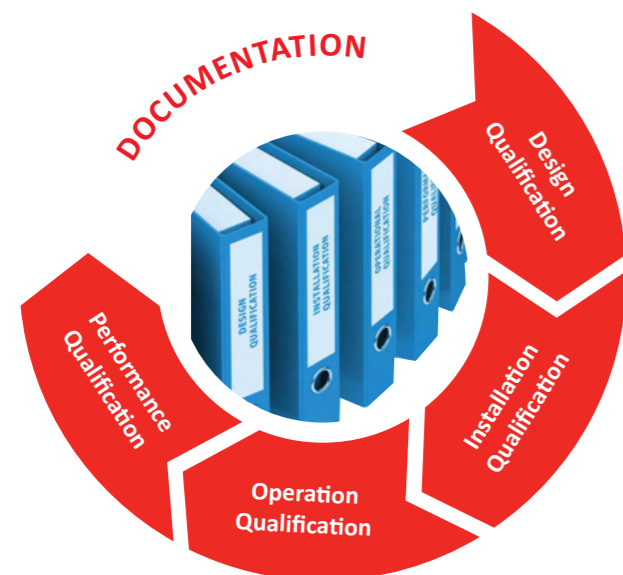 DOCUMENTATION
Design
Qualification
Installation
Qualification
Operation
Qualification
Performance
Qualification
DESIGN
QUALIFICATION
INSTALLATION
QUALIFICATION
OPERATIONAL
QUALIFICATION